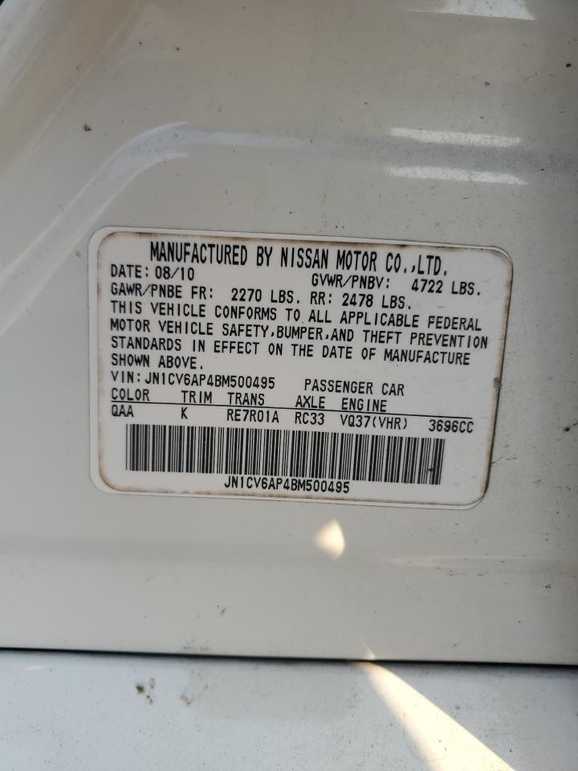 MANUFACTURED BY NISSAN MOTOR CO.,LTD.
DATE: 08/10 GVWR/PNBV: 4722 LBS.
GAWR/PNBE FR: 2270 LBS. RR: 2478 LBS.
THIS VEHICLE CONFORMS TO ALL APPLICABLE FEDERAL
MOTOR VEHICLE SAFETY,BUMPER,AND THEFT PREVENTION
STANDARDS IN EFFECT ON THE DATE OF MANUFACTURE
SHOWN ABOVE.
VIN: JN1CV6AP4BM500495 PASSENGER CAR
COLOR TRIM TRANS AXLE ENGINE
QAA K RE7R01A RC33 VQ37(VHR) 3696CC
JN1CV6AP4BM500495